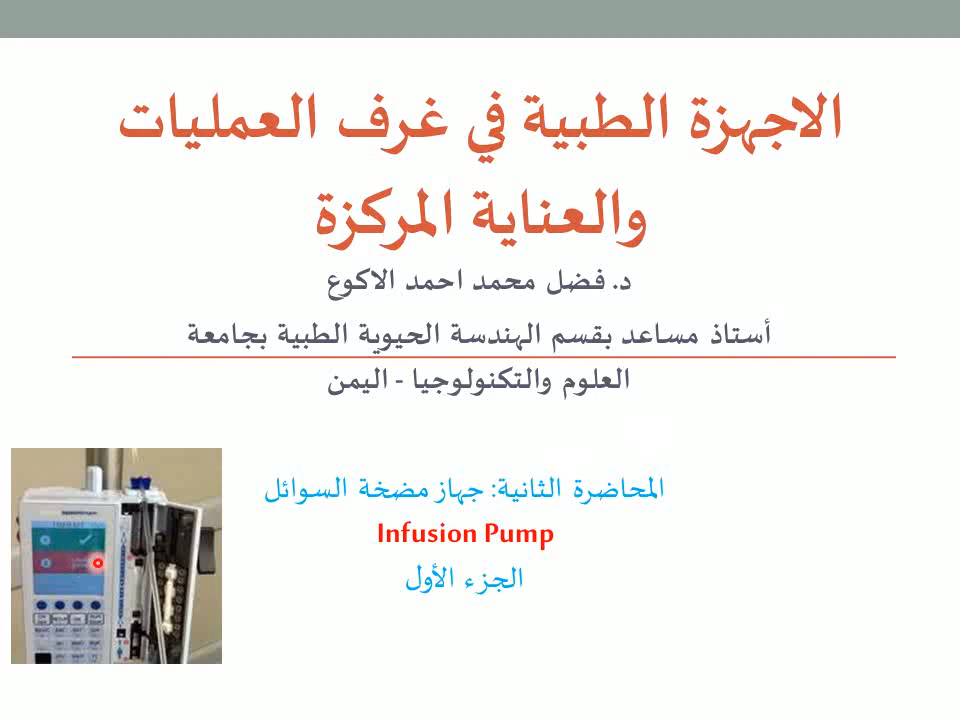 الاجهزة الطبية في غرف العمليات
والعناية المركزة
د. فضل محمد احمد الاكوع
أستاذ مساعد بقسم الهندسة الحيوية الطبية بجامعة
العلوم والتكنولوجيا - اليمن
المحاضرة الثانية: جهاز مضخة السوائل
Infusion Pump
الجزء الأول